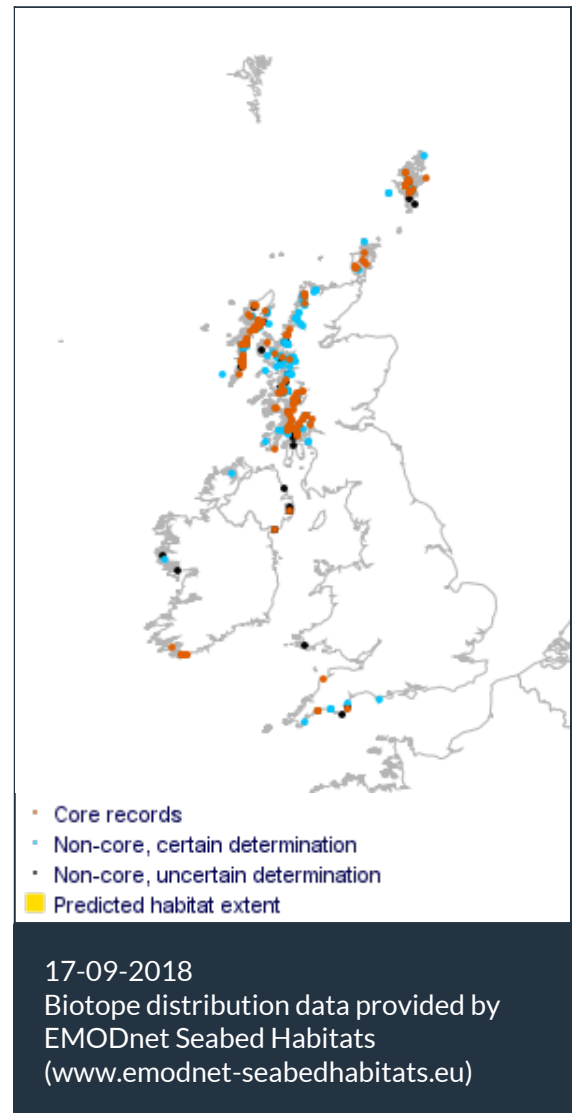 Core records
Non-core, certain determination
Non-core, uncertain determination
Predicted habitat extent
17-09-2018
Biotope distribution data provided by
EMODnet Seabed Habitats
(www.emodnet-seabedhabitats.eu)